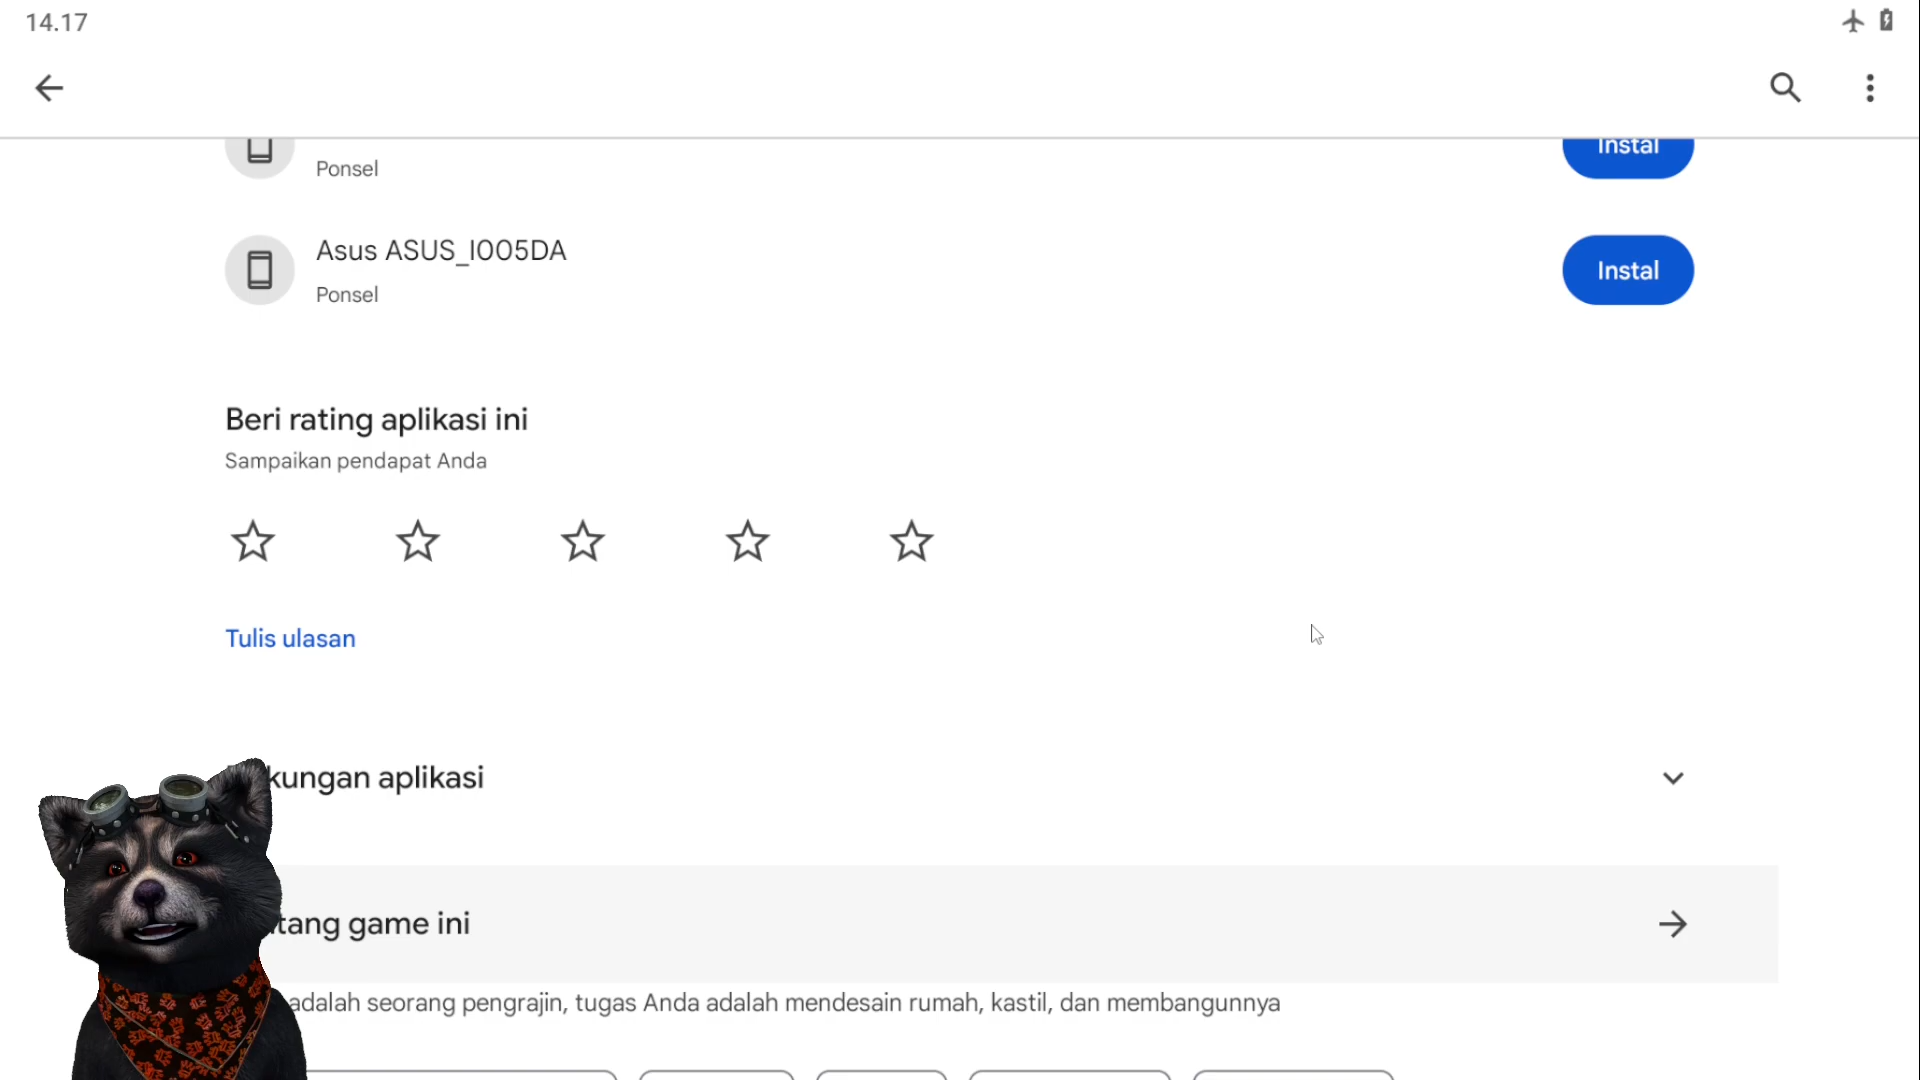 14.17
Ponsel
Instal
Asus ASUS_I005DA
Ponsel
Instal
Beri rating aplikasi ini
Sampaikan pendapat Anda
Tulis ulasan
kungan aplikasi
tang game ini
adalah seorang pengrajin, tugas Anda adalah mendesain rumah, kastil, dan membangunnya